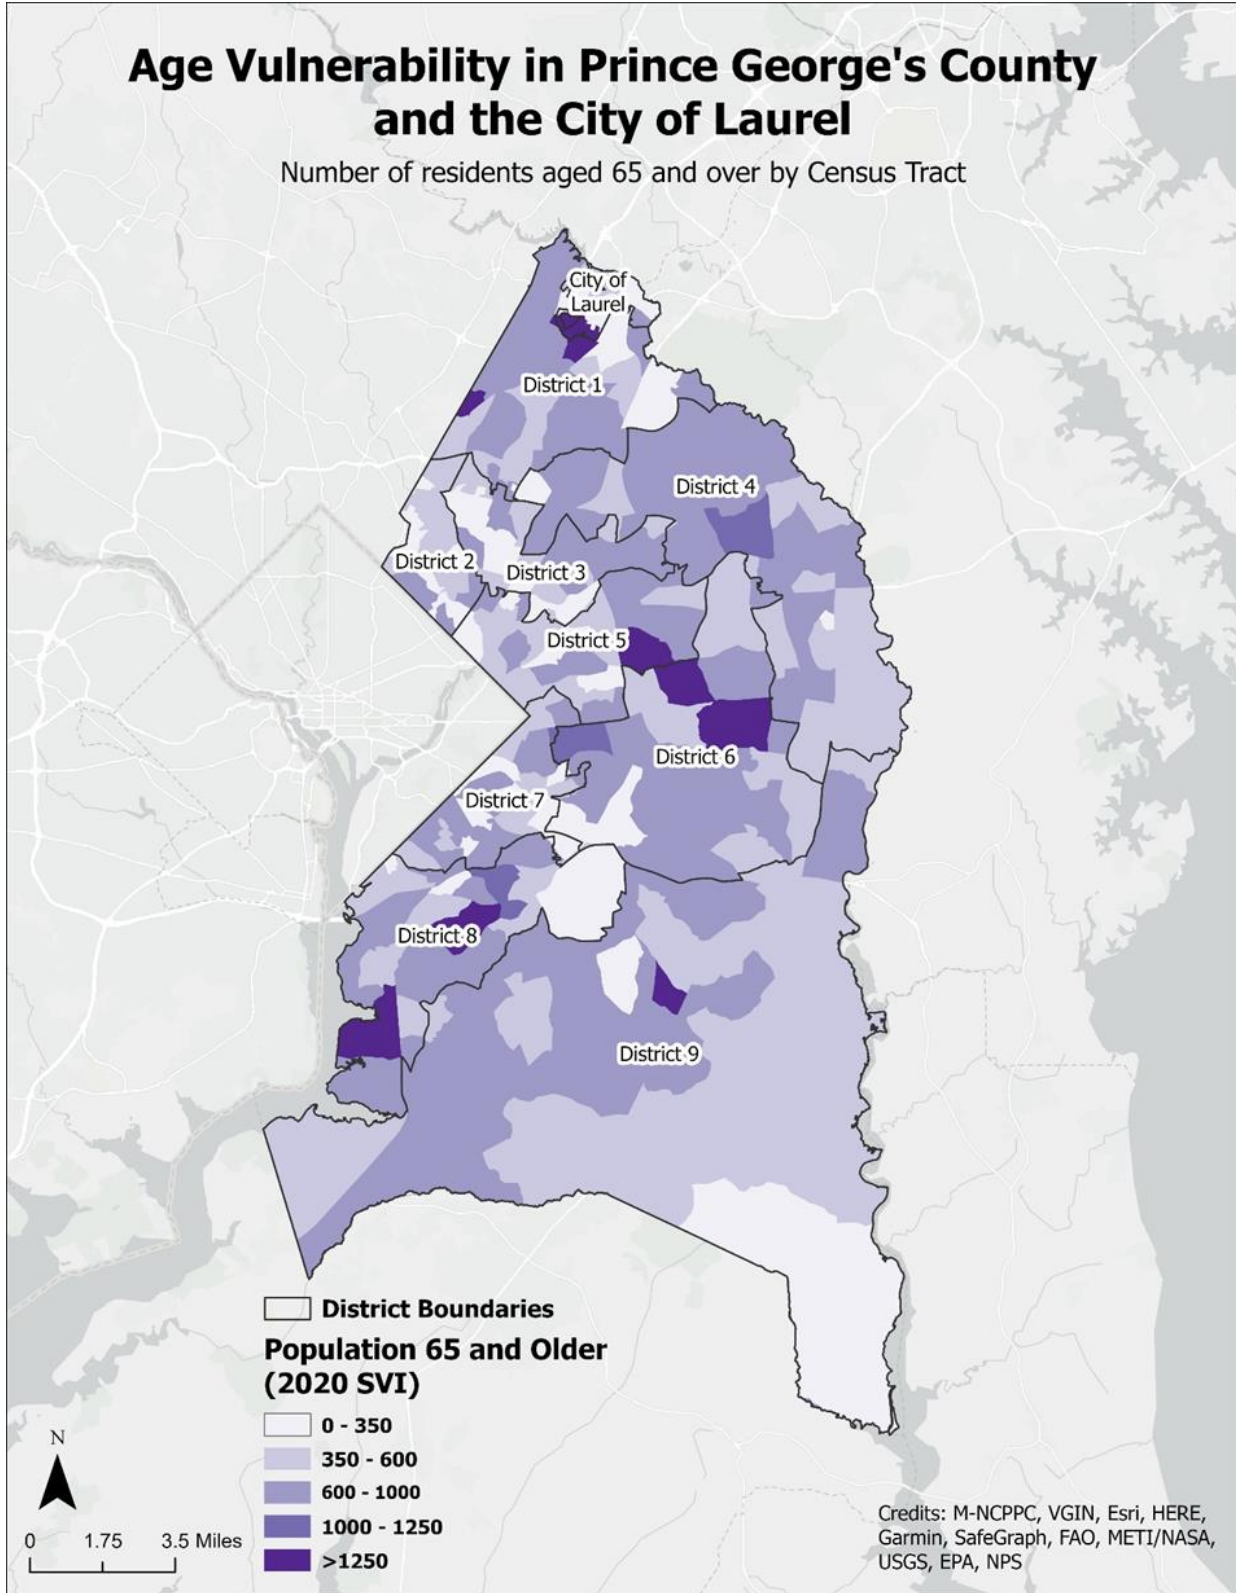 Age Vulnerability in Prince George's County
and the City of Laurel
Number of residents aged 65 and over by Census Tract
City of
Laurel
District 1
District 4
District 2
District 3
District 5
District 6
District 7
District 8
District 9
District Boundaries
Population 65 and Older
(2020 SVI)
0 - 350
350 - 600
600 - 1000
1000 - 1250
>1250
N
0 1.75 3.5 Miles
Credits: M-NCPPC, VGIN, Esri, HERE,
Garmin, SafeGraph, FAO, METI/NASA,
USGS, EPA, NPS